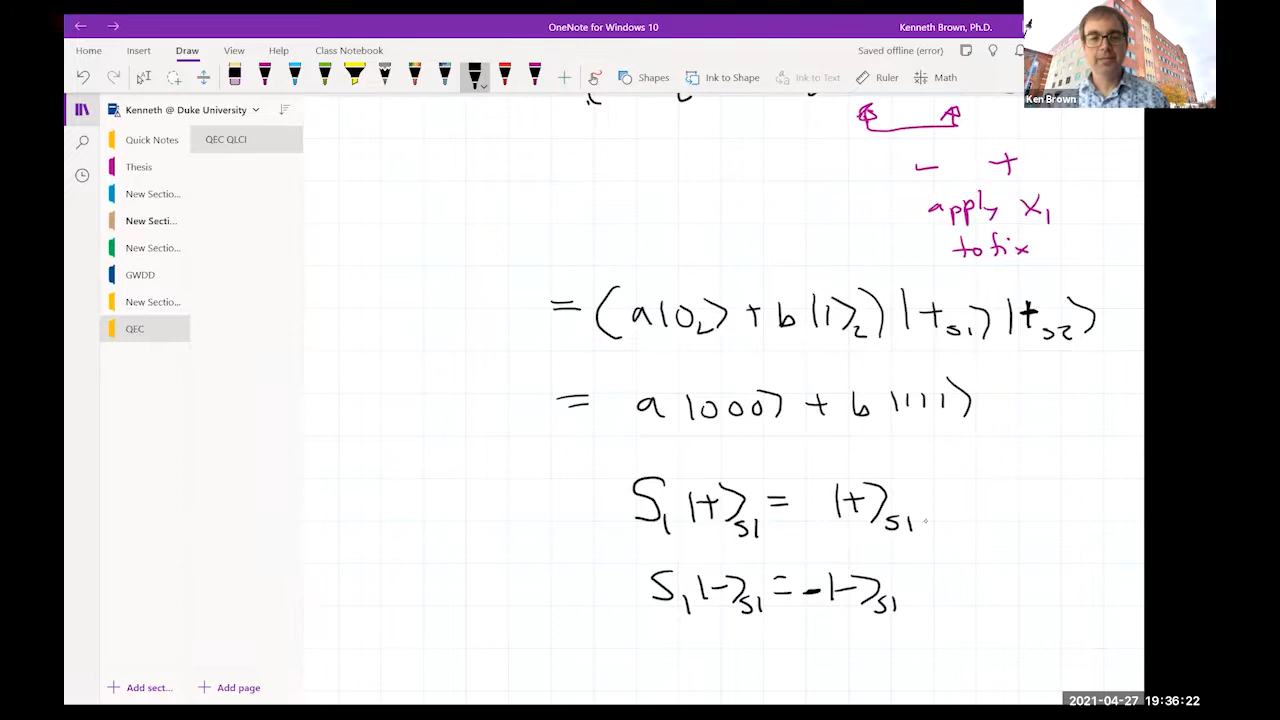 OneNote for Windows 10
Kenneth Brown, Ph.D.
Home Insert Draw View Help Class Notebook
Saved offline (error)
Shapes Ink to Shape Ink to Text Ruler Math
Ken Brown
Kenneth @ Duke University
Quick Notes
QEC QLCI
Thesis
New Sectio...
New Secti...
New Sectio...
GWDD
New Sectio...
QEC
- +
apply X₁
to fix
= (a|0_L⟩ + b|1⟩_L)|+_{S1}⟩|+_{S2}⟩
= a|000⟩ + b|111⟩
S₁|+⟩_{S1} = |+⟩_{S1}
S₁|-⟩_{S1} = -|-⟩_{S1}
Add sect... Add page
2021-04-27 19:36:22